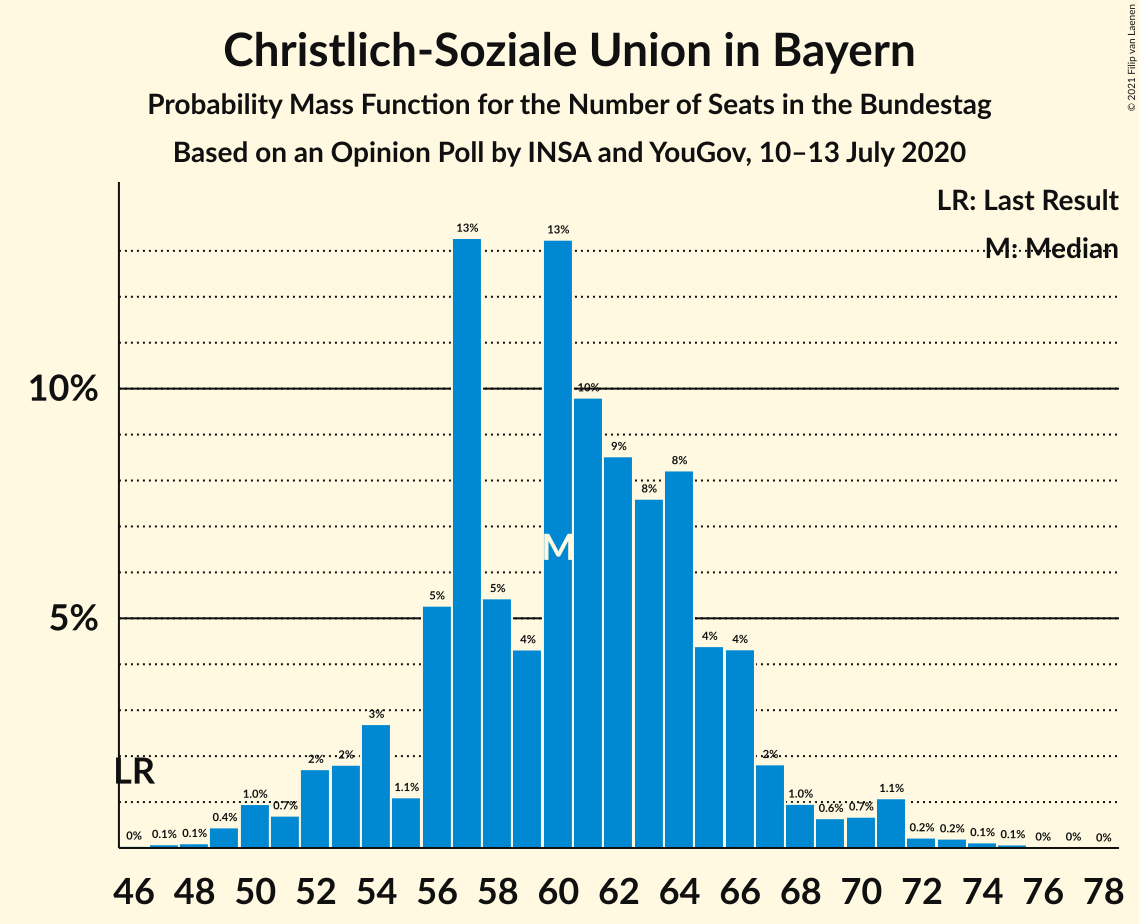 Christlich-Soziale Union in Bayern
Probability Mass Function for the Number of Seats in the Bundestag
Based on an Opinion Poll by INSA and YouGov, 10–13 July 2020
© 2021 Filip van Laenen
LR: Last Result
M: Median
10%
5%
LR
M
0% 0.1% 0.1% 0.4% 1.0% 0.7% 2% 2% 3% 1.1% 5% 13% 5% 4% 13% 10% 9% 8% 8% 4% 4% 2% 1.0% 0.6% 0.7% 1.1% 0.2% 0.2% 0.1% 0.1% 0% 0% 0%
46 48 50 52 54 56 58 60 62 64 66 68 70 72 74 76 78